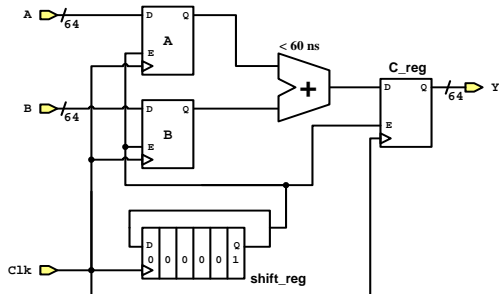 A
64
D Q
E
A
< 60 ns
+
C_reg
D Q
E
64
Y
B
64
D Q
E
B
D Q
0 0 0 0 0 1
shift_reg
Clk